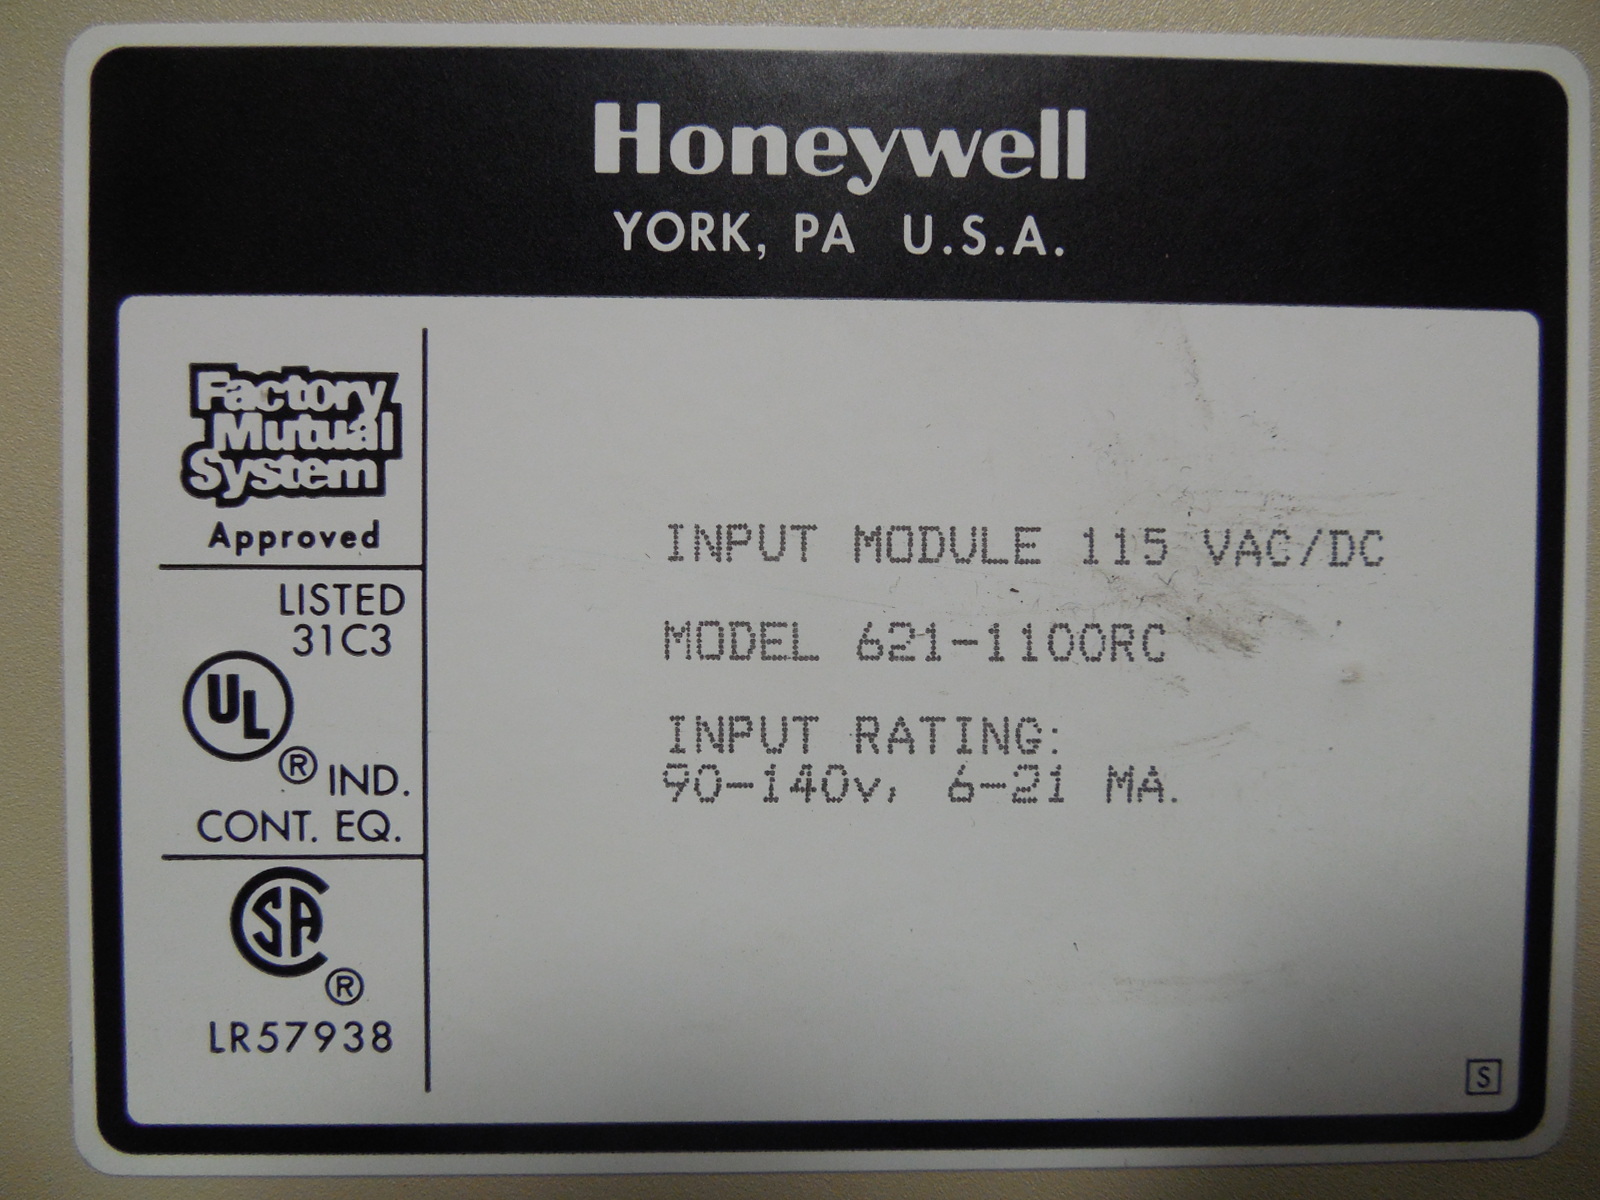 Honeywell
YORK, PA U.S.A.
Factory
Mutual
System
Approved
LISTED
31C3
UL
® IND.
CONT. EQ.
SA
®
LR57938
INPUT MODULE 115 VAC/DC
MODEL 621-1100RC
INPUT RATING:
90-140v, 6-21 MA.
S